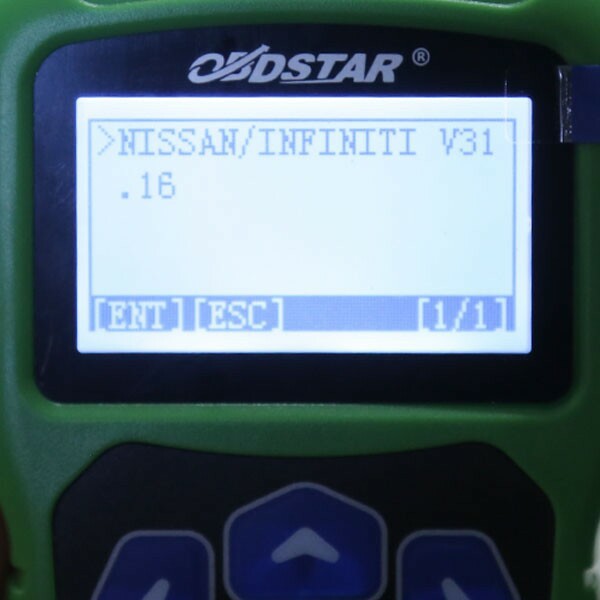 OBDSTAR®
>NISSAN/INFINITI V31
.16
[ENT][ESC] [1/1]